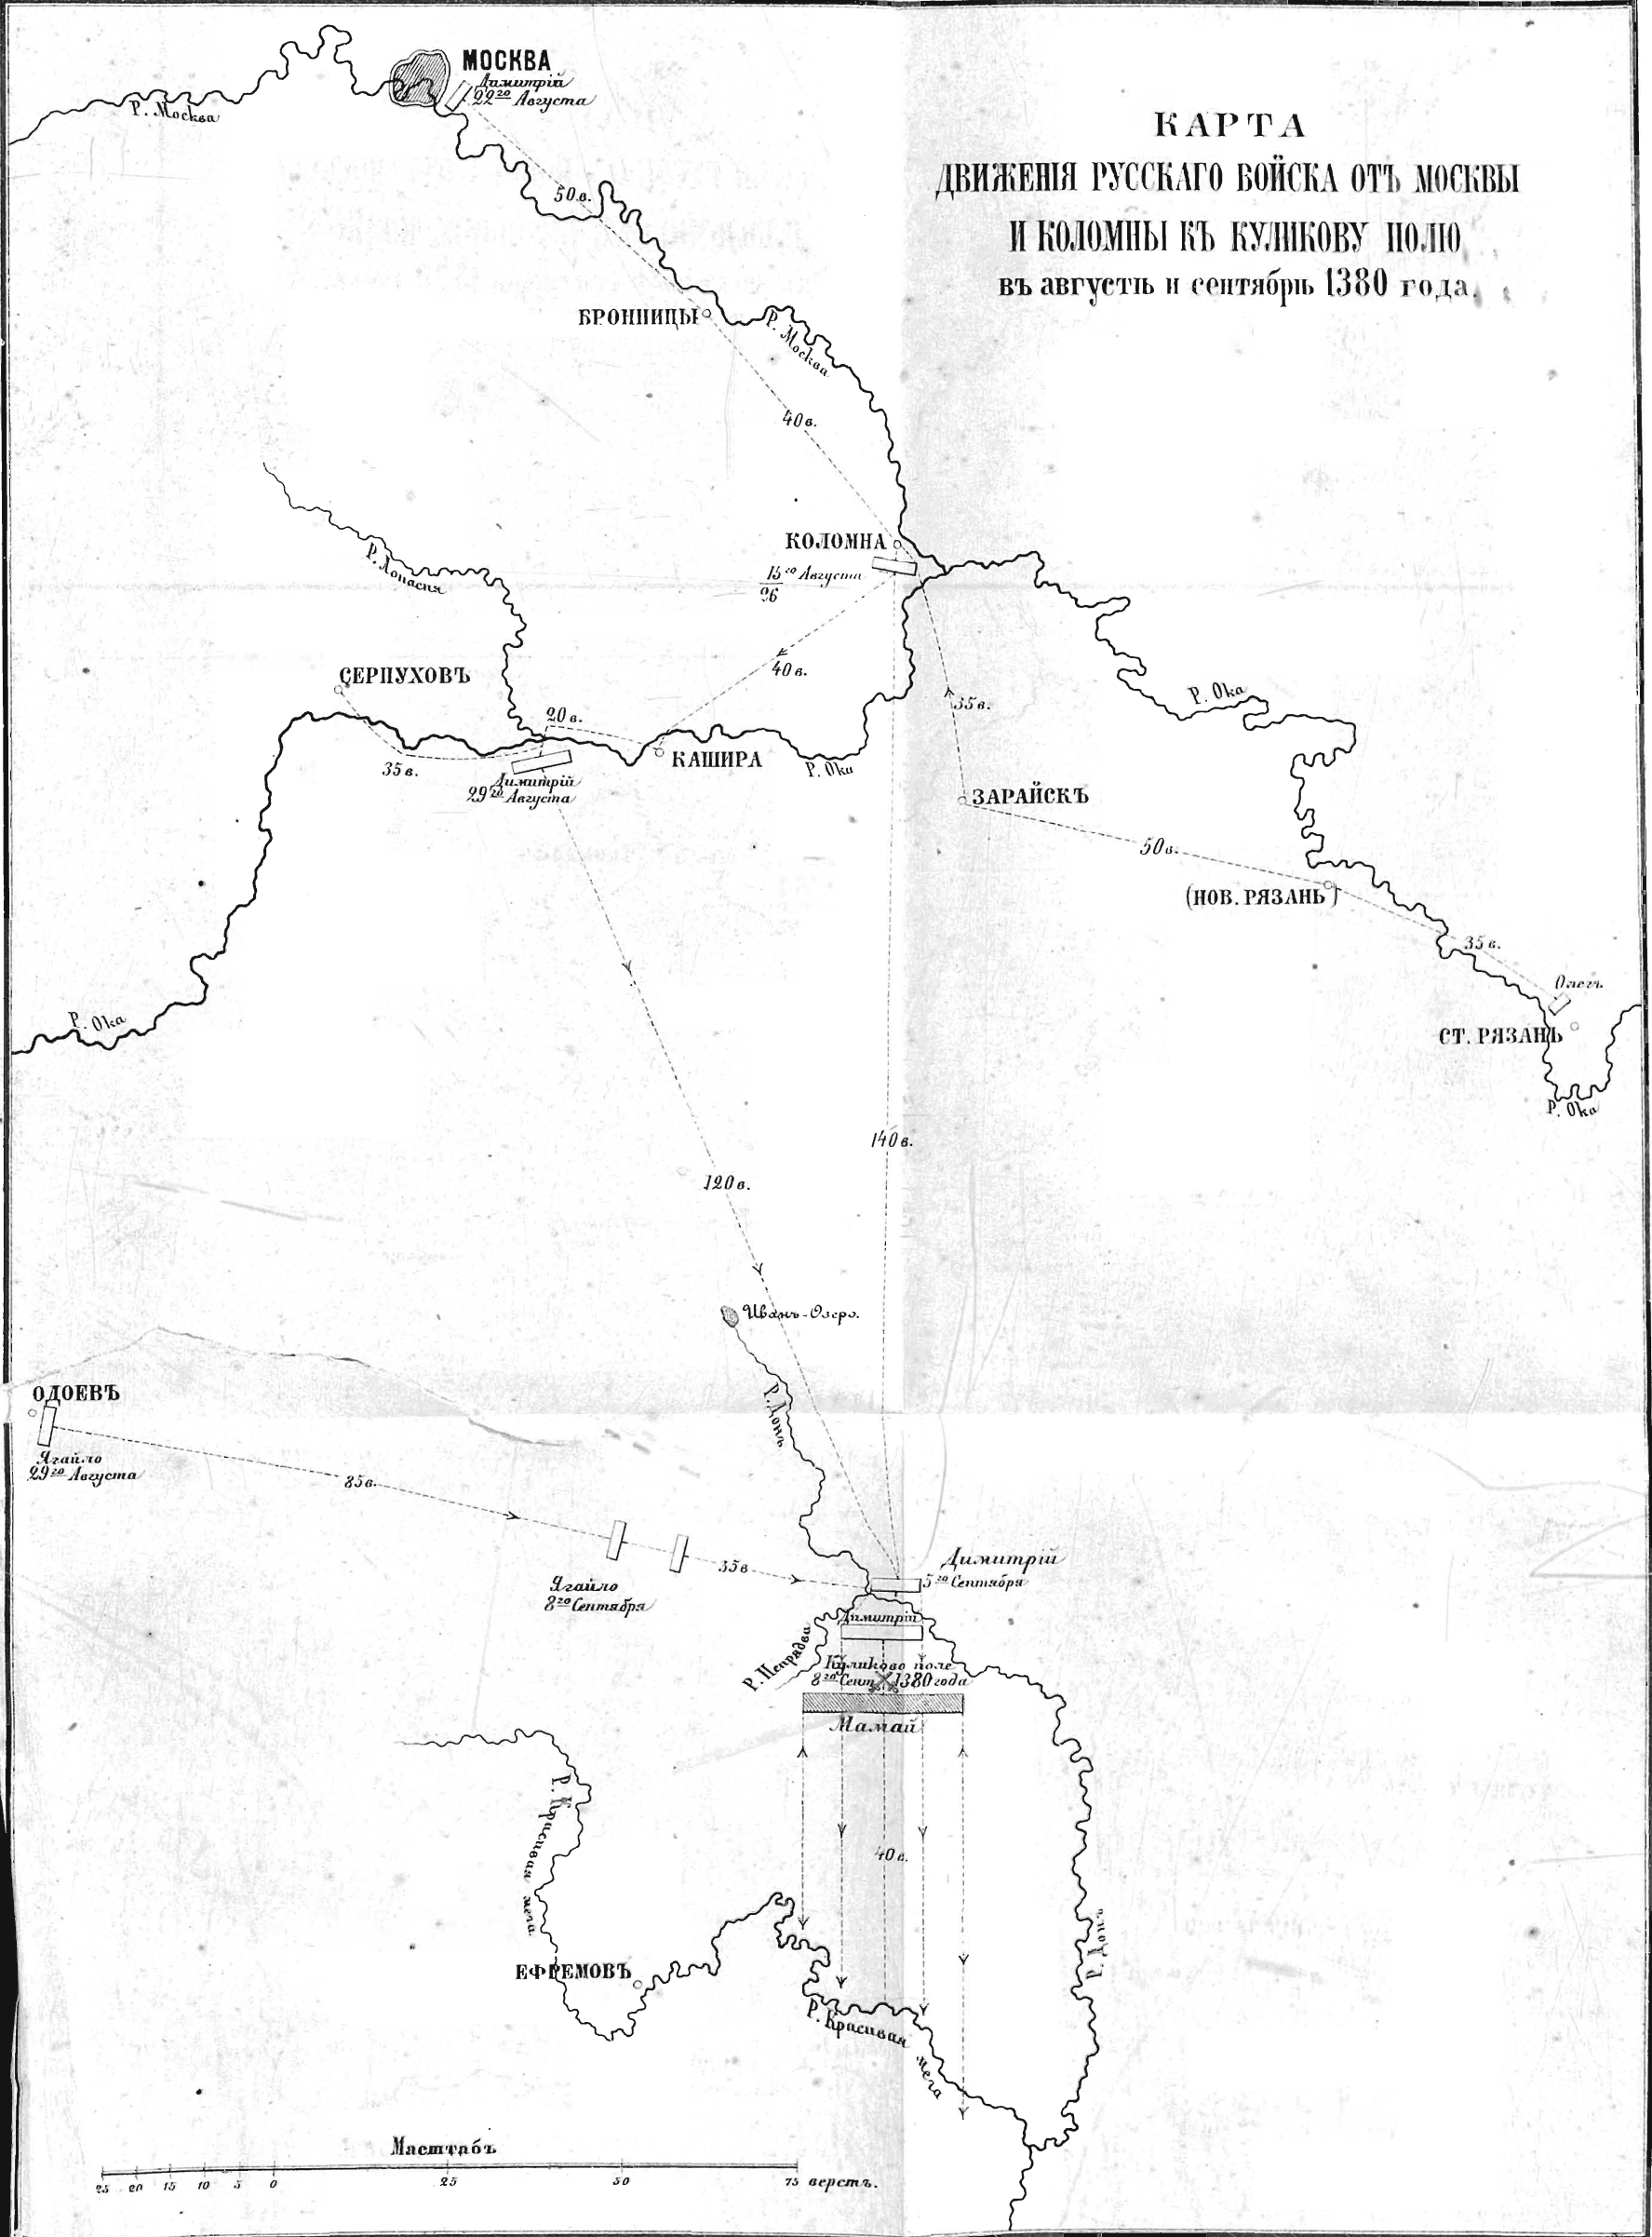 МОСКВА
Димитрій
22го Августа
Р. Москва
КАРТА
ДВИЖЕНІЯ РУССКАГО ВОЙСКА ОТЪ МОСКВЫ
И КОЛОМНЫ КЪ КУЛИКОВУ ПОЛЮ
въ августѣ и сентябрѣ 1380 года.
50 в.
БРОННИЦЫ
Р. Москва
40 в.
КОЛОМНА
15го Августа
26
Р. Лопасня
СЕРПУХОВЪ
40 в.
20 в.
35 в.
КАШИРА
Р. Ока
35 в.
Димитрій
29го Августа
Р. Ока
ЗАРАЙСКЪ
50 в.
(НОВ. РЯЗАНЬ)
35 в.
Олегъ
СТ. РЯЗАНЬ
Р. Ока
Р. Ока
140 в.
120 в.
Иванъ-Озеро.
Р. Донъ
ОДОЕВЪ
Ягайло
29го Августа
85 в.
35 в
Ягайло
8го Сентября
Димитрій
5го Сентября
Димитрій
Р. Непрядва
Куликово поле
8го Сент. 1380 года
Мамай
Р. Красивая меча
40 в.
Р. Донъ
ЕФРЕМОВЪ
Р. Красивая меча
Масштабъ
25 20 15 10 5 0 25 50 75 верстъ.